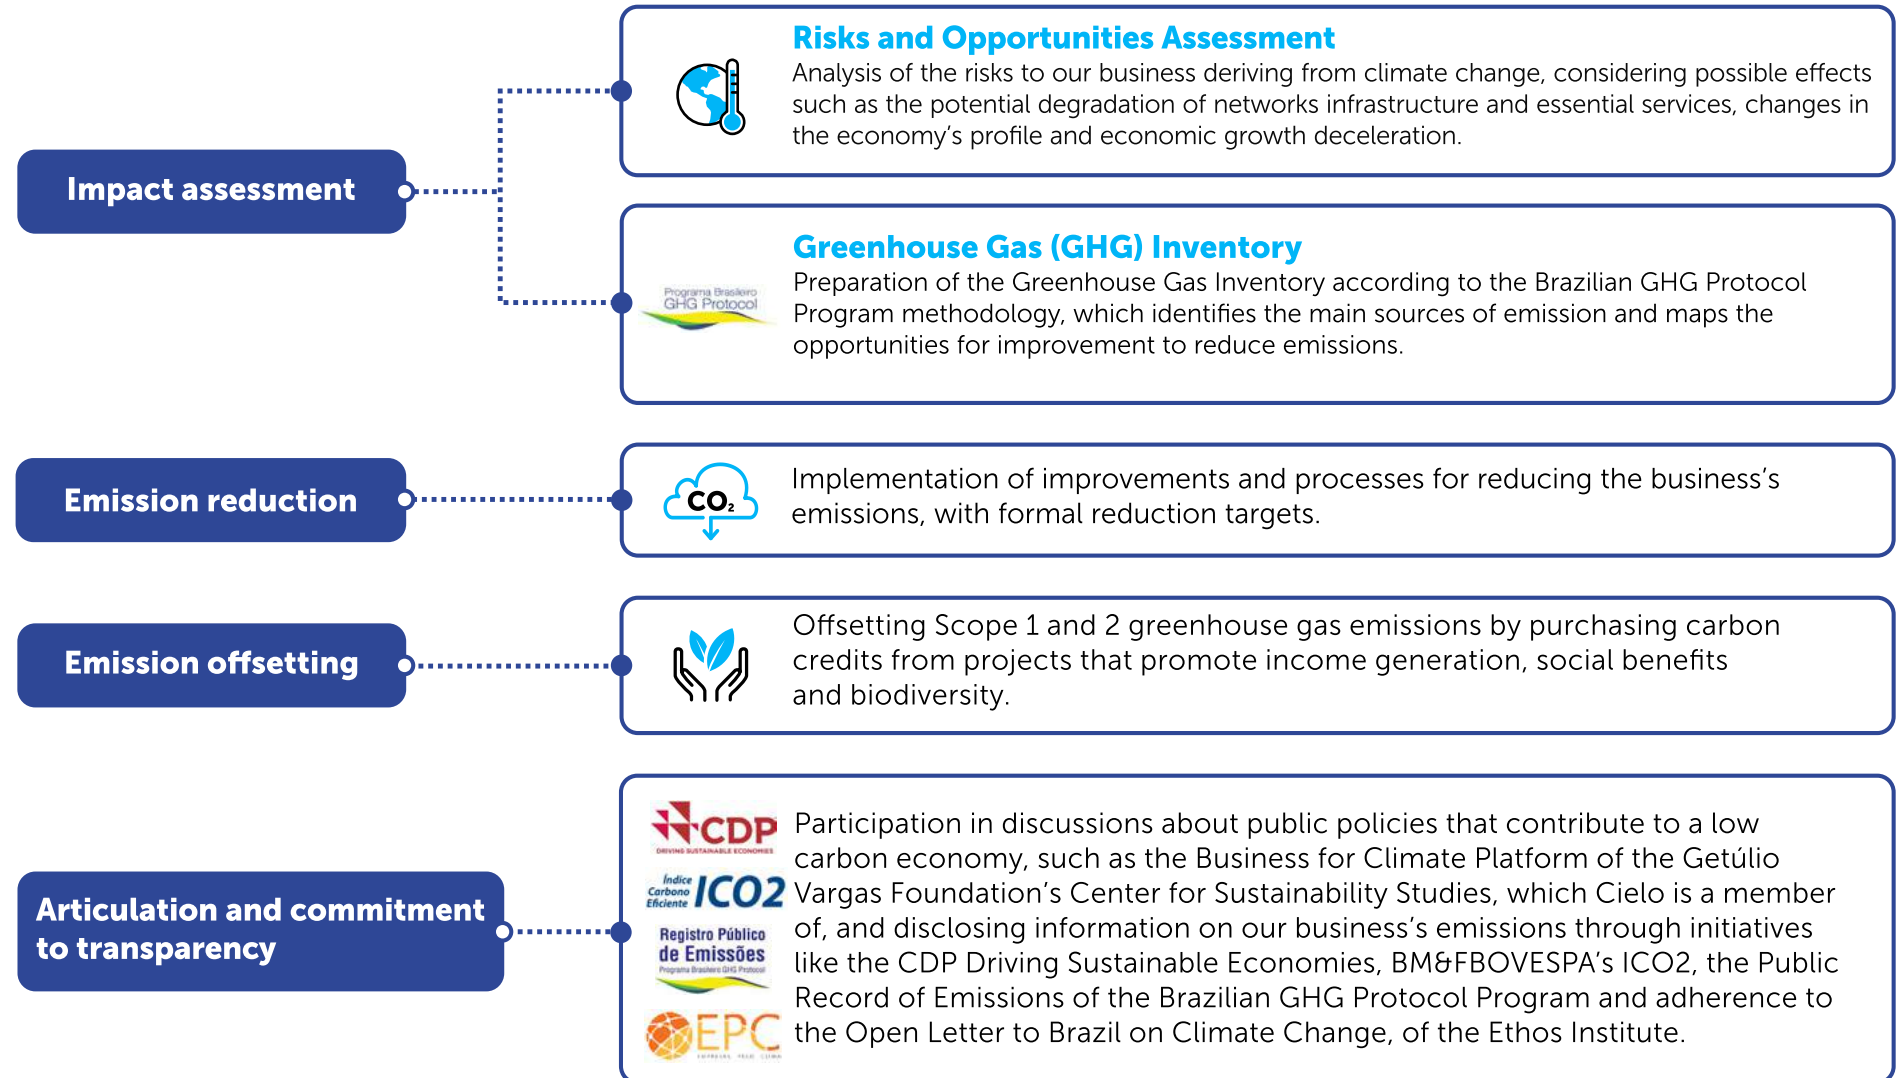 Risks and Opportunities Assessment
Analysis of the risks to our business deriving from climate change, considering possible effects
such as the potential degradation of networks infrastructure and essential services, changes in
the economy's profile and economic growth deceleration.
Impact assessment
Greenhouse Gas (GHG) Inventory
Programa Brasileiro
GHG Protocol
Preparation of the Greenhouse Gas Inventory according to the Brazilian GHG Protocol
Program methodology, which identifies the main sources of emission and maps the
opportunities for improvement to reduce emissions.
Emission reduction
CO₂
Implementation of improvements and processes for reducing the business's
emissions, with formal reduction targets.
Emission offsetting
Offsetting Scope 1 and 2 greenhouse gas emissions by purchasing carbon
credits from projects that promote income generation, social benefits
and biodiversity.
Articulation and commitment
to transparency
CDP
DRIVING SUSTAINABLE ECONOMIES
Índice
Carbono
Eficiente
ICO2
Registro Público
de Emissões
Programa Brasileiro GHG Protocol
EPC
EMPRESAS PELO CLIMA
Participation in discussions about public policies that contribute to a low
carbon economy, such as the Business for Climate Platform of the Getúlio
Vargas Foundation's Center for Sustainability Studies, which Cielo is a member
of, and disclosing information on our business's emissions through initiatives
like the CDP Driving Sustainable Economies, BM&FBOVESPA's ICO2, the Public
Record of Emissions of the Brazilian GHG Protocol Program and adherence to
the Open Letter to Brazil on Climate Change, of the Ethos Institute.